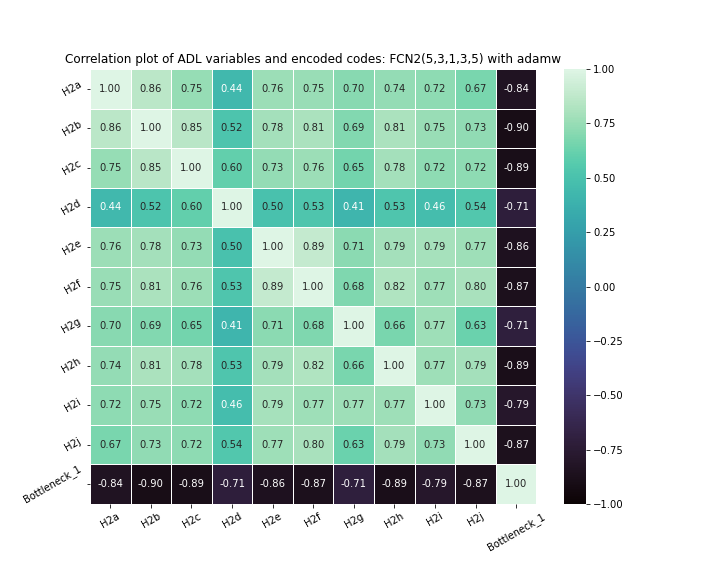 Correlation plot of ADL variables and encoded codes: FCN2(5,3,1,3,5) with adamw
H2a 1.00 0.86 0.75 0.44 0.76 0.75 0.70 0.74 0.72 0.67 -0.84
H2b 0.86 1.00 0.85 0.52 0.78 0.81 0.69 0.81 0.75 0.73 -0.90
H2c 0.75 0.85 1.00 0.60 0.73 0.76 0.65 0.78 0.72 0.72 -0.89
H2d 0.44 0.52 0.60 1.00 0.50 0.53 0.41 0.53 0.46 0.54 -0.71
H2e 0.76 0.78 0.73 0.50 1.00 0.89 0.71 0.79 0.79 0.77 -0.86
H2f 0.75 0.81 0.76 0.53 0.89 1.00 0.68 0.82 0.77 0.80 -0.87
H2g 0.70 0.69 0.65 0.41 0.71 0.68 1.00 0.66 0.77 0.63 -0.71
H2h 0.74 0.81 0.78 0.53 0.79 0.82 0.66 1.00 0.77 0.79 -0.89
H2i 0.72 0.75 0.72 0.46 0.79 0.77 0.77 0.77 1.00 0.73 -0.79
H2j 0.67 0.73 0.72 0.54 0.77 0.80 0.63 0.79 0.73 1.00 -0.87
Bottleneck_1 -0.84 -0.90 -0.89 -0.71 -0.86 -0.87 -0.71 -0.89 -0.79 -0.87 1.00
H2a H2b H2c H2d H2e H2f H2g H2h H2i H2j Bottleneck_1
1.00
0.75
0.50
0.25
0.00
−0.25
−0.50
−0.75
−1.00